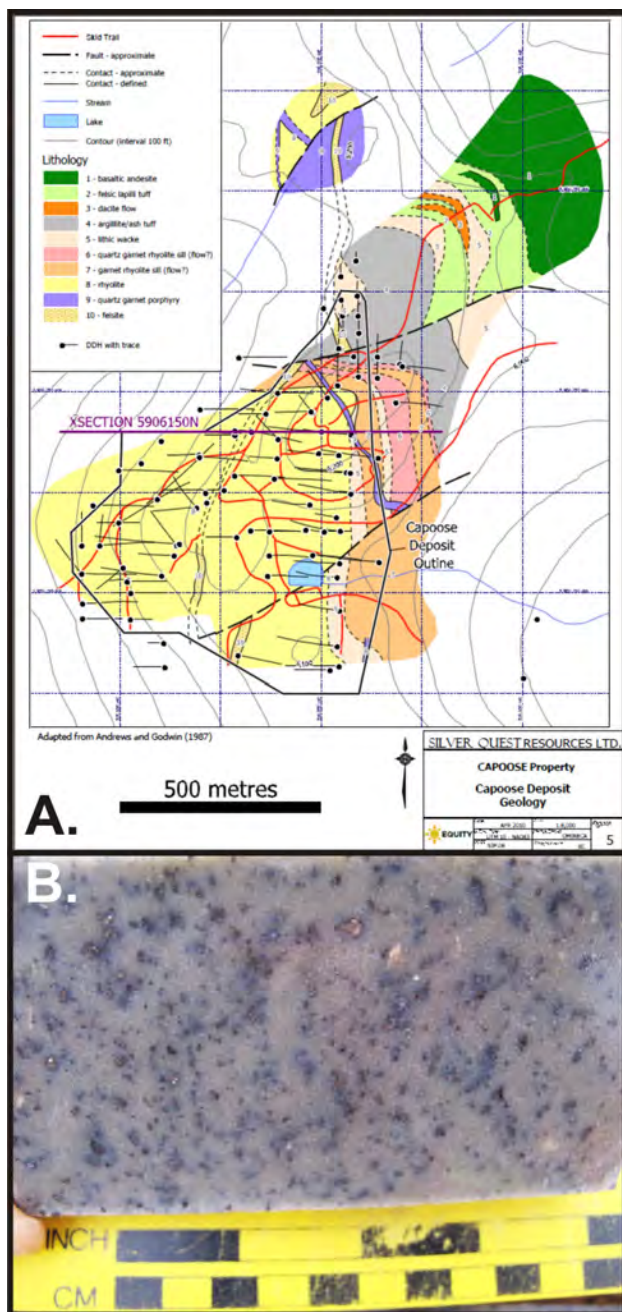 Skid Trail
Fault - approximate
Contact - approximate
Contact - defined
Stream
Lake
Contour (interval 100 ft)
Lithology
1 - basaltic andesite
2 - felsic lapilli tuff
3 - dacite flow
4 - argillite/ash tuff
5 - lithic wacke
6 - quartz garnet rhyolite sill (flow?)
7 - garnet rhyolite sill (flow?)
8 - rhyolite
9 - quartz garnet porphyry
10 - felsite
DDH with trace
XSECTION 5906150N
Capoose
Deposit
Outine
Adapted from Andrews and Godwin (1987)
500 metres
A.
SILVER QUEST RESOURCES LTD.
CAPOOSE Property
Capoose Deposit
Geology
EQUITY
APR 2010
Figure
5
B.
INCH
CM